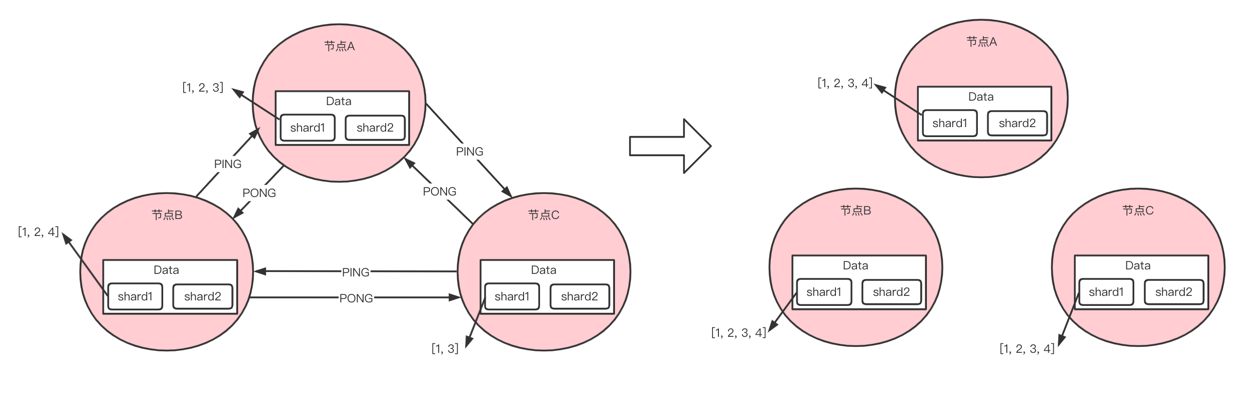 节点A
[1, 2, 3]
Data
shard1
shard2
PING
PONG
PING
PONG
节点B
[1, 2, 4]
Data
shard1
shard2
PING
PONG
节点C
Data
shard1
shard2
[1, 3]
节点A
[1, 2, 3, 4]
Data
shard1
shard2
节点B
Data
shard1
shard2
[1, 2, 3, 4]
节点C
Data
shard1
shard2
[1, 2, 3, 4]